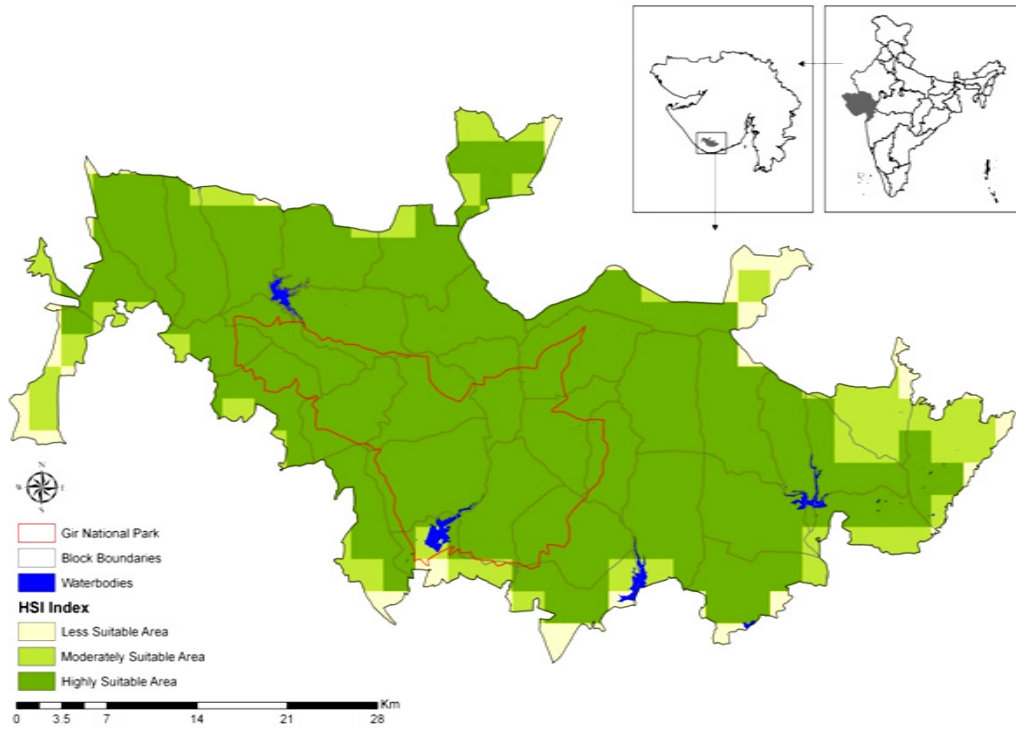 N
W E
S
Gir National Park
Block Boundaries
Waterbodies
HSI Index
Less Suitable Area
Moderately Suitable Area
Highly Suitable Area
Km
0 3.5 7 14 21 28